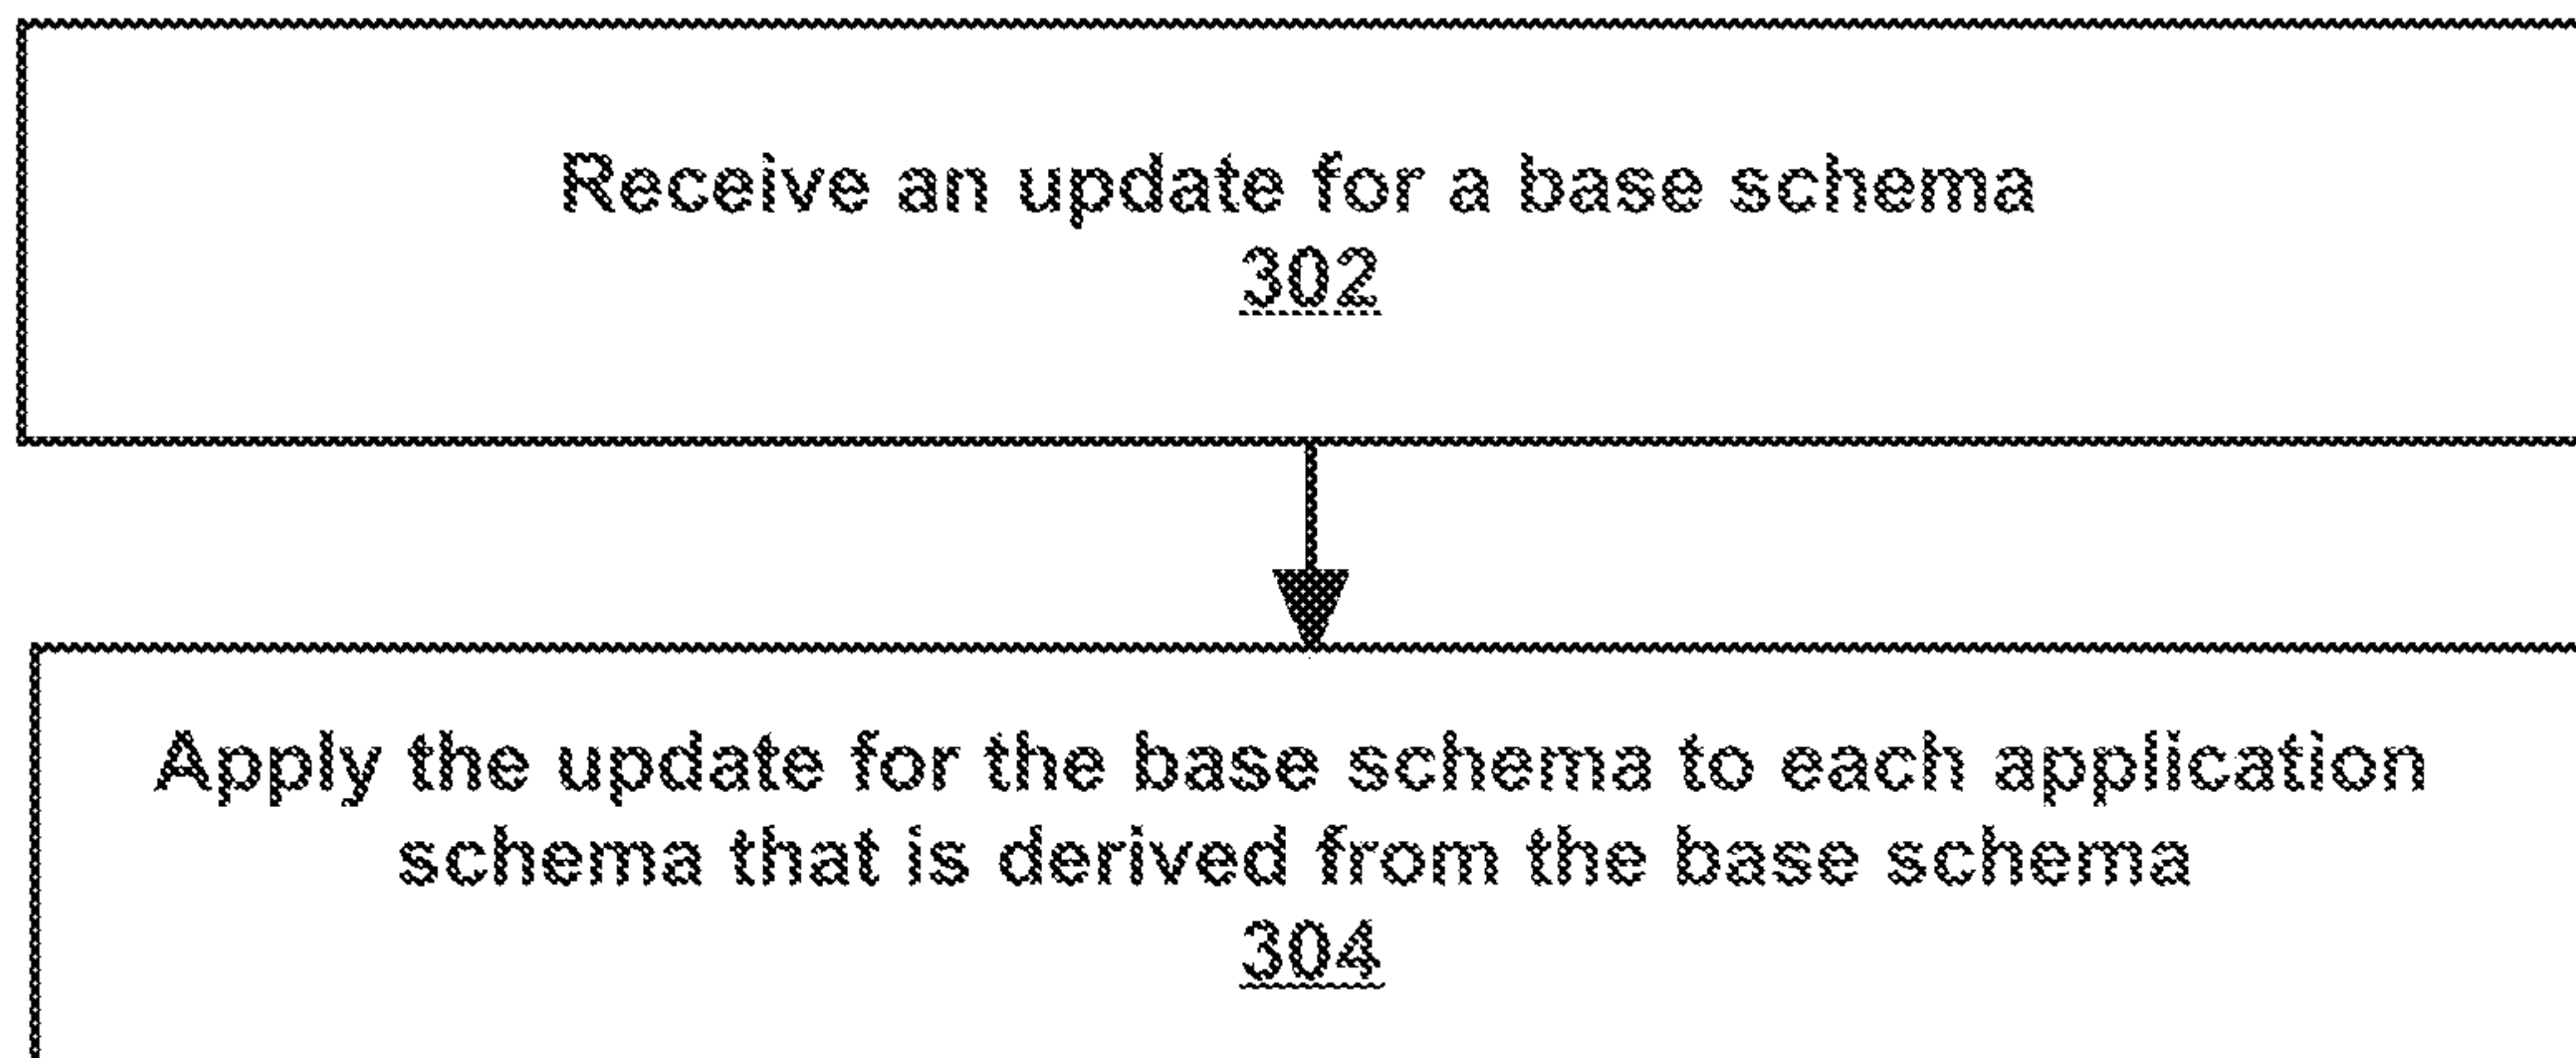 Receive an update for a base schema
302
Apply the update for the base schema to each application
schema that is derived from the base schema
304